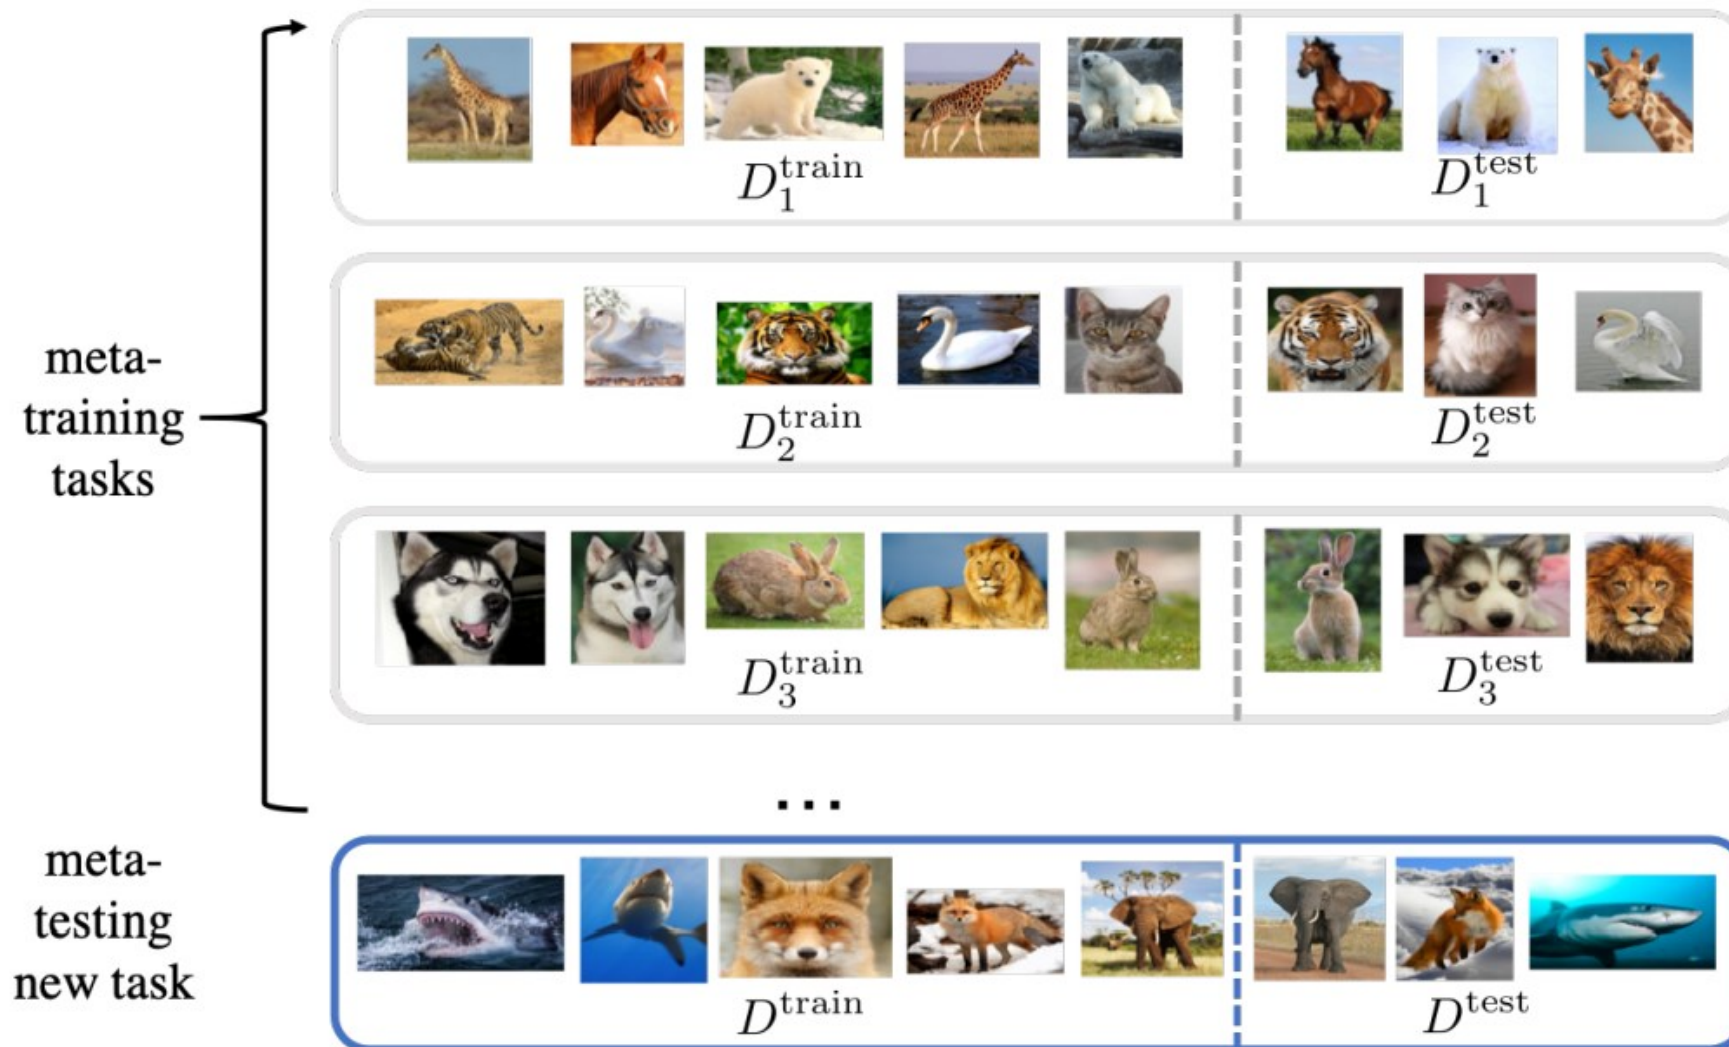 D_1^train
D_1^test
D_2^train
D_2^test
meta-
training
tasks
D_3^train
D_3^test
...
meta-
testing
new task
D^train
D^test